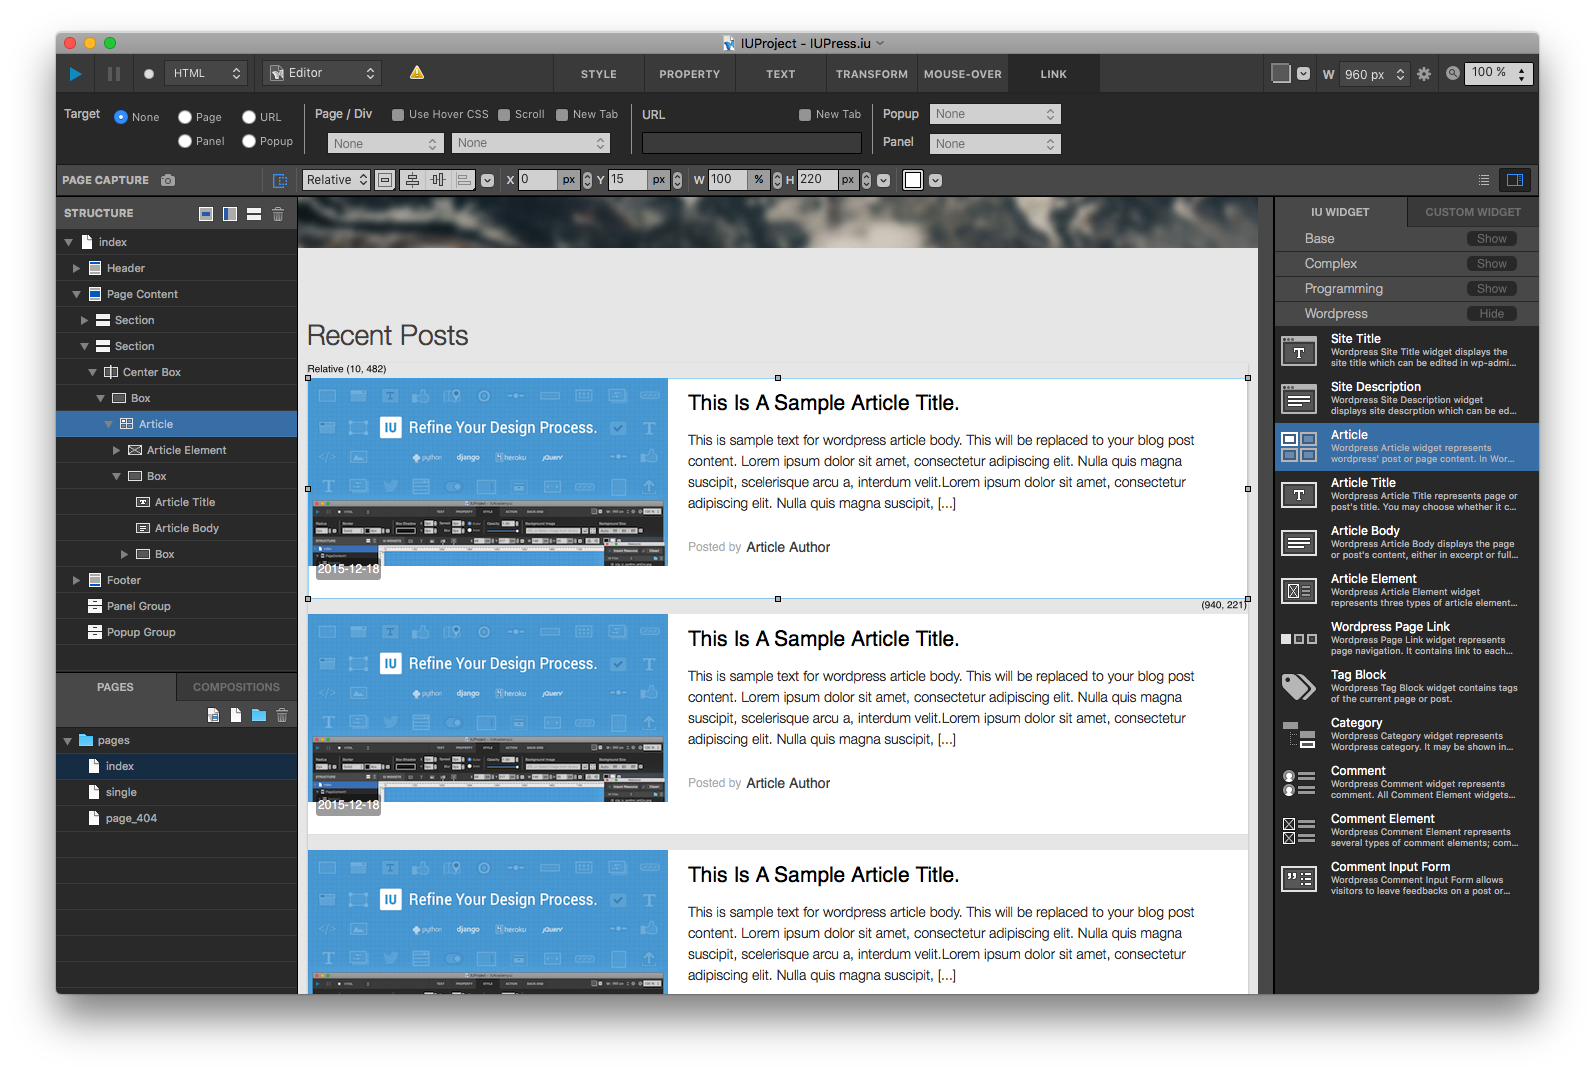 IUProject - IUPress.iu
HTML
Editor
STYLE
PROPERTY
TEXT
TRANSFORM
MOUSE-OVER
LINK
W 960 px
100 %
Target
None
Page
URL
Panel
Popup
Page / Div
Use Hover CSS
Scroll
New Tab
None
None
URL
New Tab
Popup
None
Panel
None
PAGE CAPTURE
Relative
X 0 px
Y 15 px
W 100 %
H 220 px
STRUCTURE
index
Header
Page Content
Section
Section
Center Box
Box
Article
Article Element
Box
Article Title
Article Body
Box
Footer
Panel Group
Popup Group
PAGES
COMPOSITIONS
pages
index
single
page_404
Recent Posts
Relative (10, 482)
IU Refine Your Design Process.
python django heroku jQuery
2015-12-18
This Is A Sample Article Title.
This is sample text for wordpress article body. This will be replaced to your blog post
content. Lorem ipsum dolor sit amet, consectetur adipiscing elit. Nulla quis magna
suscipit, scelerisque arcu a, interdum velit.Lorem ipsum dolor sit amet, consectetur
adipiscing elit. Nulla quis magna suscipit, [...]
Posted by Article Author
(940, 221)
IU Refine Your Design Process.
python django heroku jQuery
2015-12-18
This Is A Sample Article Title.
This is sample text for wordpress article body. This will be replaced to your blog post
content. Lorem ipsum dolor sit amet, consectetur adipiscing elit. Nulla quis magna
suscipit, scelerisque arcu a, interdum velit.Lorem ipsum dolor sit amet, consectetur
adipiscing elit. Nulla quis magna suscipit, [...]
Posted by Article Author
IU Refine Your Design Process.
python django heroku jQuery
This Is A Sample Article Title.
This is sample text for wordpress article body. This will be replaced to your blog post
content. Lorem ipsum dolor sit amet, consectetur adipiscing elit. Nulla quis magna
suscipit, scelerisque arcu a, interdum velit.Lorem ipsum dolor sit amet, consectetur
adipiscing elit. Nulla quis magna suscipit, [...]
IU WIDGET
CUSTOM WIDGET
Base Show
Complex Show
Programming Show
Wordpress Hide
Site Title
Wordpress Site Title widget displays the
site title which can be edited in wp-admi...
Site Description
Wordpress Site Description widget
displays site descrption which can be ed...
Article
Wordpress Article widget represents
wordpress' post or page content. In Wor...
Article Title
Wordpress Article Title represents page or
post's title. You may choose whether it c...
Article Body
Wordpress Article Body displays the page
or post's content, either in excerpt or full...
Article Element
Wordpress Article Element widget
represents three types of article element...
Wordpress Page Link
Wordpress Page Link widget represents
page navigation. It contains link to each...
Tag Block
Wordpress Tag Block widget contains tags
of the current page or post.
Category
Wordpress Category widget represents
Wordpress category. It may be shown in...
Comment
Wordpress Comment widget represents
comment. All Comment Element widgets...
Comment Element
Wordpress Comment Element represents
several types of comment elements; com...
Comment Input Form
Wordpress Comment Input Form allows
visitors to leave feedbacks on a post or...